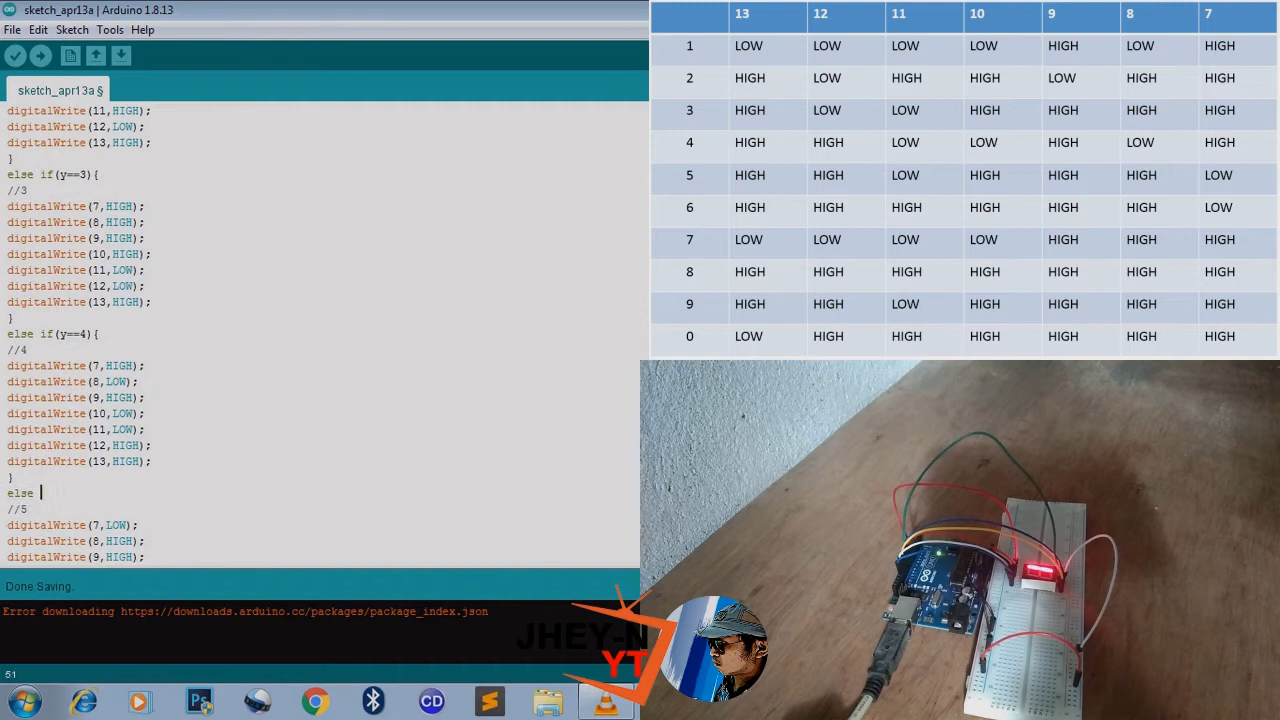 sketch_apr13a | Arduino 1.8.13
File Edit Sketch Tools Help
sketch_apr13a §
digitalWrite(11,HIGH);
digitalWrite(12,LOW);
digitalWrite(13,HIGH);
}
else if(y==3){
//3
digitalWrite(7,HIGH);
digitalWrite(8,HIGH);
digitalWrite(9,HIGH);
digitalWrite(10,HIGH);
digitalWrite(11,LOW);
digitalWrite(12,LOW);
digitalWrite(13,HIGH);
}
else if(y==4){
//4
digitalWrite(7,HIGH);
digitalWrite(8,LOW);
digitalWrite(9,HIGH);
digitalWrite(10,LOW);
digitalWrite(11,LOW);
digitalWrite(12,HIGH);
digitalWrite(13,HIGH);
}
else
//5
digitalWrite(7,LOW);
digitalWrite(8,HIGH);
digitalWrite(9,HIGH);
Done Saving.
Error downloading https://downloads.arduino.cc/packages/package_index.json
51
13 12 11 10 9 8 7
1 LOW LOW LOW LOW HIGH LOW HIGH
2 HIGH LOW HIGH HIGH LOW HIGH HIGH
3 HIGH LOW LOW HIGH HIGH HIGH HIGH
4 HIGH HIGH LOW LOW HIGH LOW HIGH
5 HIGH HIGH LOW HIGH HIGH HIGH LOW
6 HIGH HIGH HIGH HIGH HIGH HIGH LOW
7 LOW LOW LOW LOW HIGH HIGH HIGH
8 HIGH HIGH HIGH HIGH HIGH HIGH HIGH
9 HIGH HIGH LOW HIGH HIGH HIGH HIGH
0 LOW HIGH HIGH HIGH HIGH HIGH HIGH
JHEY-N
YT
Ps
CD